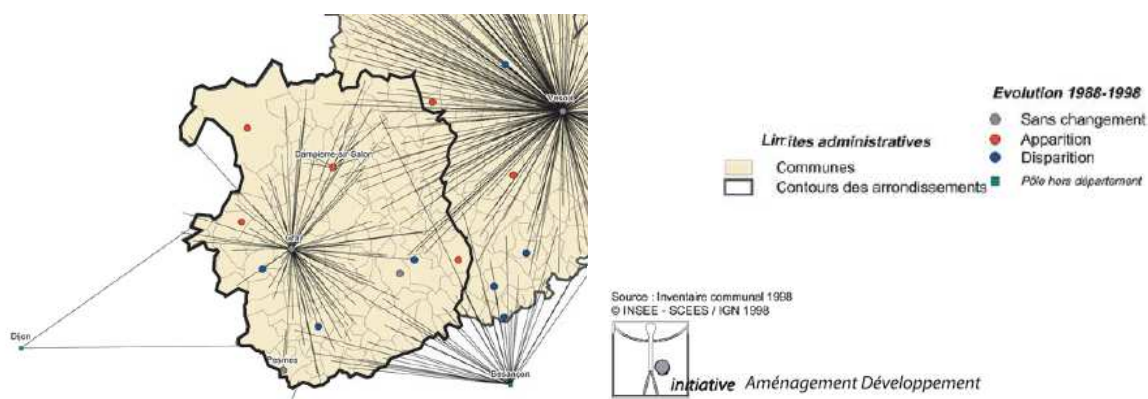 Vesoul
Dampierre-sur-Salon
Gray
Dijon
Pesmes
Besançon
Evolution 1988-1998
Sans changement
Apparition
Disparition
Pôle hors département
Limites administratives
Communes
Contours des arrondissements
Source : Inventaire communal 1998
© INSEE - SCEES / IGN 1998
initiative Aménagement Développement